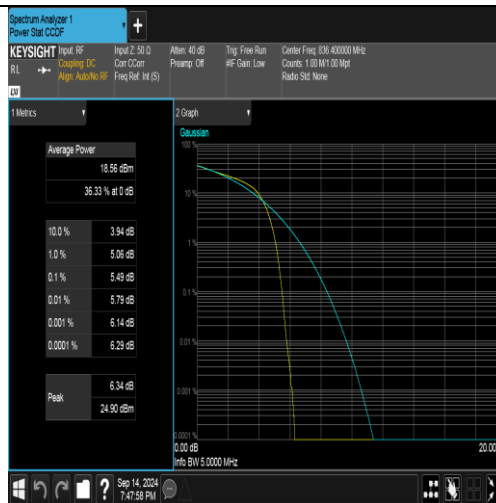 Spectrum Analyzer 1
Power Stat CCDF
+
KEYSIGHT Input: RF Input Z: 50 Ω Atten: 40 dB Trig: Free Run Center Freq: 836.400000 MHz
RL Coupling: DC Corr CCorr Preamp: Off #IF Gain: Low Counts: 1.00 M/1.00 Mpt
Align: Auto/No RF Freq Ref: Int (S) Radio Std: None
LXI
1 Metrics
Average Power
18.56 dBm
36.33 % at 0 dB
10.0 % 3.94 dB
1.0 % 5.06 dB
0.1 % 5.49 dB
0.01 % 5.79 dB
0.001 % 6.14 dB
0.0001 % 6.29 dB
Peak 6.34 dB
24.90 dBm
2 Graph
Gaussian
100 %
10 %
1 %
0.1 %
0.01 %
0.001 %
0.0001 %
0.00 dB 20.00
Info BW 5.0000 MHz
? Sep 14, 2024
7:47:58 PM